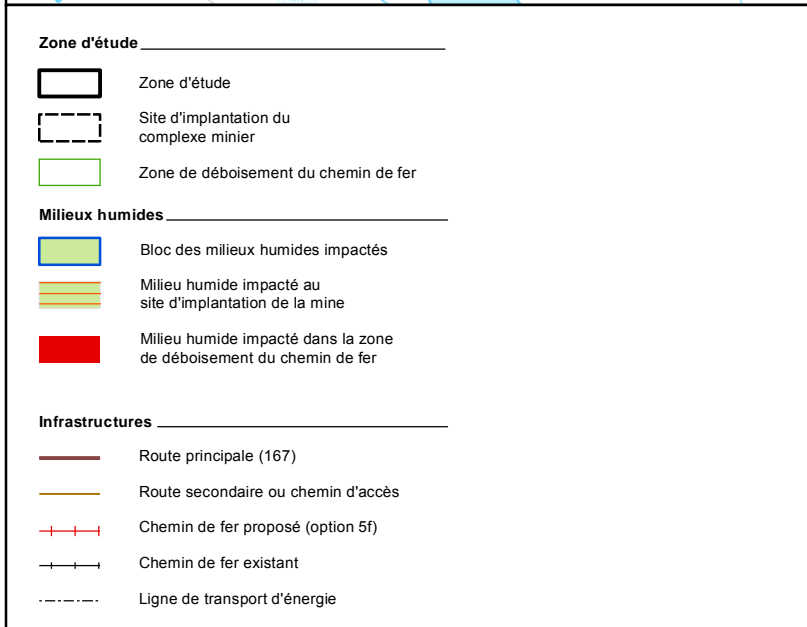 Zone d'étude
Zone d'étude
Site d'implantation du
complexe minier
Zone de déboisement du chemin de fer
Milieux humides
Bloc des milieux humides impactés
Milieu humide impacté au
site d'implantation de la mine
Milieu humide impacté dans la zone
de déboisement du chemin de fer
Infrastructures
Route principale (167)
Route secondaire ou chemin d'accès
Chemin de fer proposé (option 5f)
Chemin de fer existant
Ligne de transport d'énergie